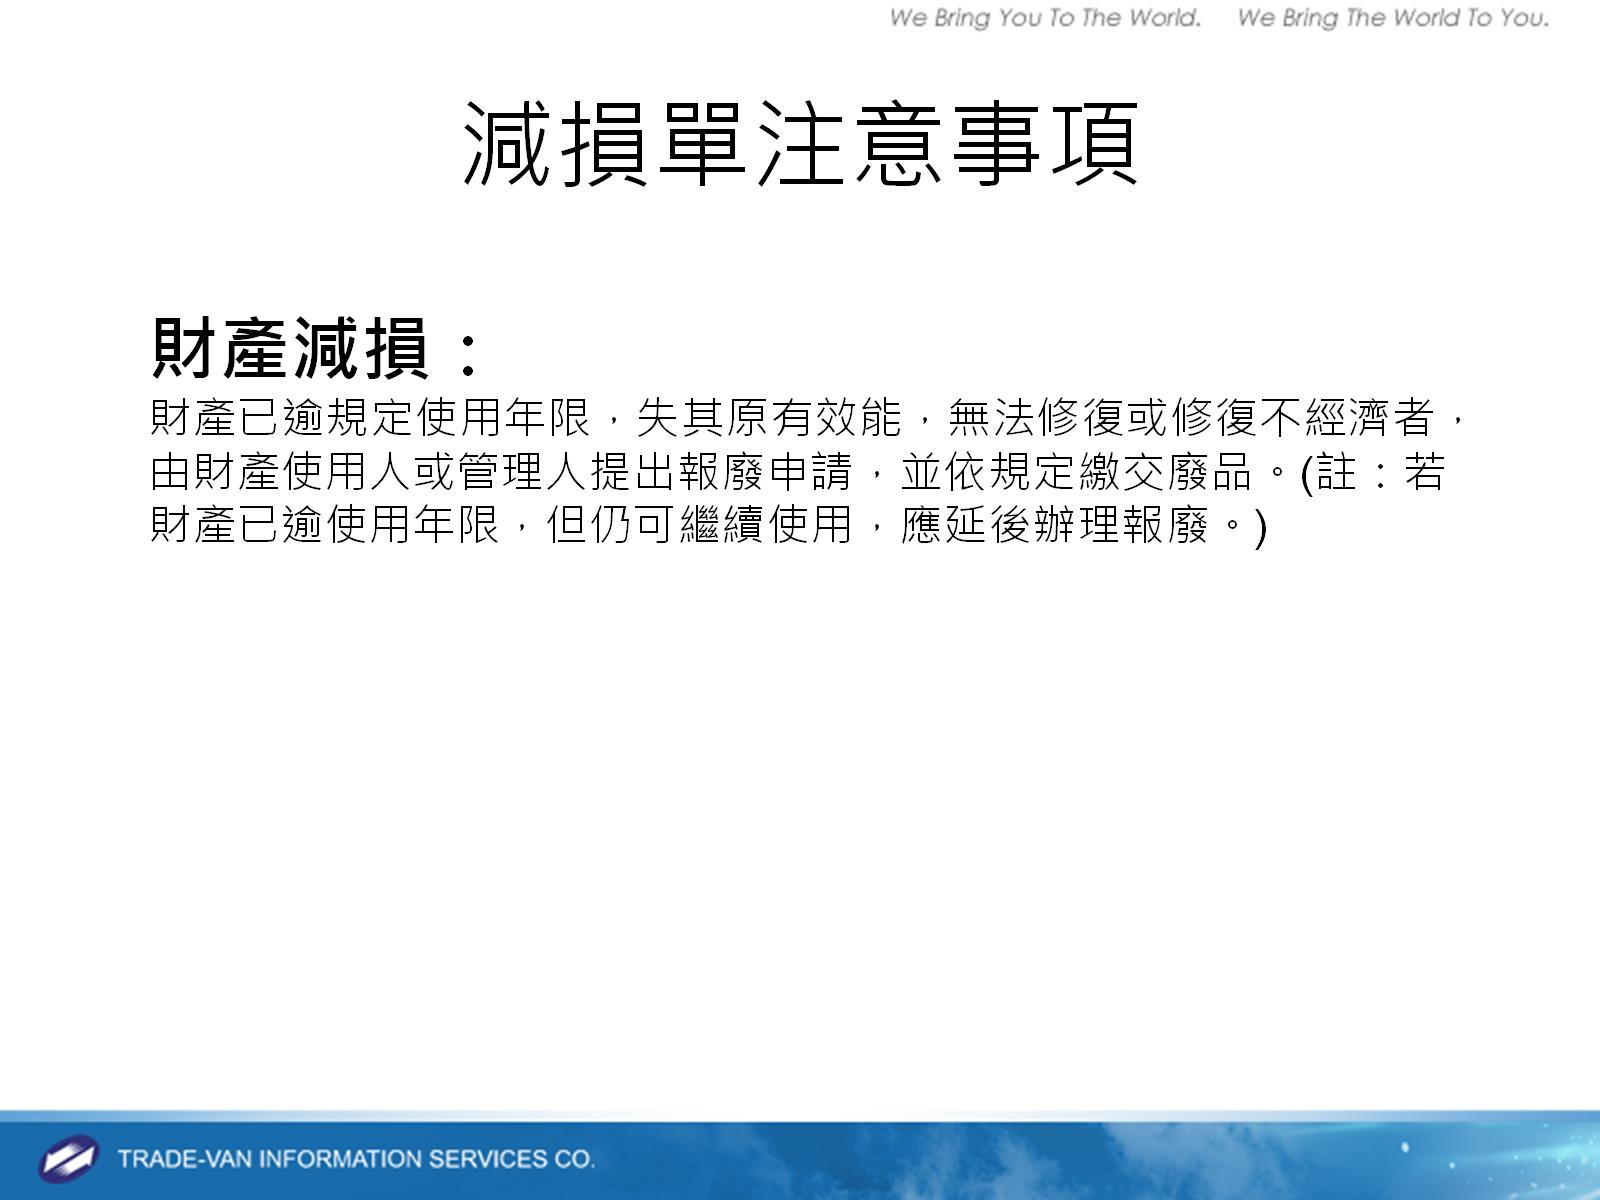 We Bring You To The World. We Bring The World To You.
減損單注意事項
財產減損：
財產已逾規定使用年限，失其原有效能，無法修復或修復不經濟者，
由財產使用人或管理人提出報廢申請，並依規定繳交廢品。(註：若
財產已逾使用年限，但仍可繼續使用，應延後辦理報廢。)
TRADE-VAN INFORMATION SERVICES CO.